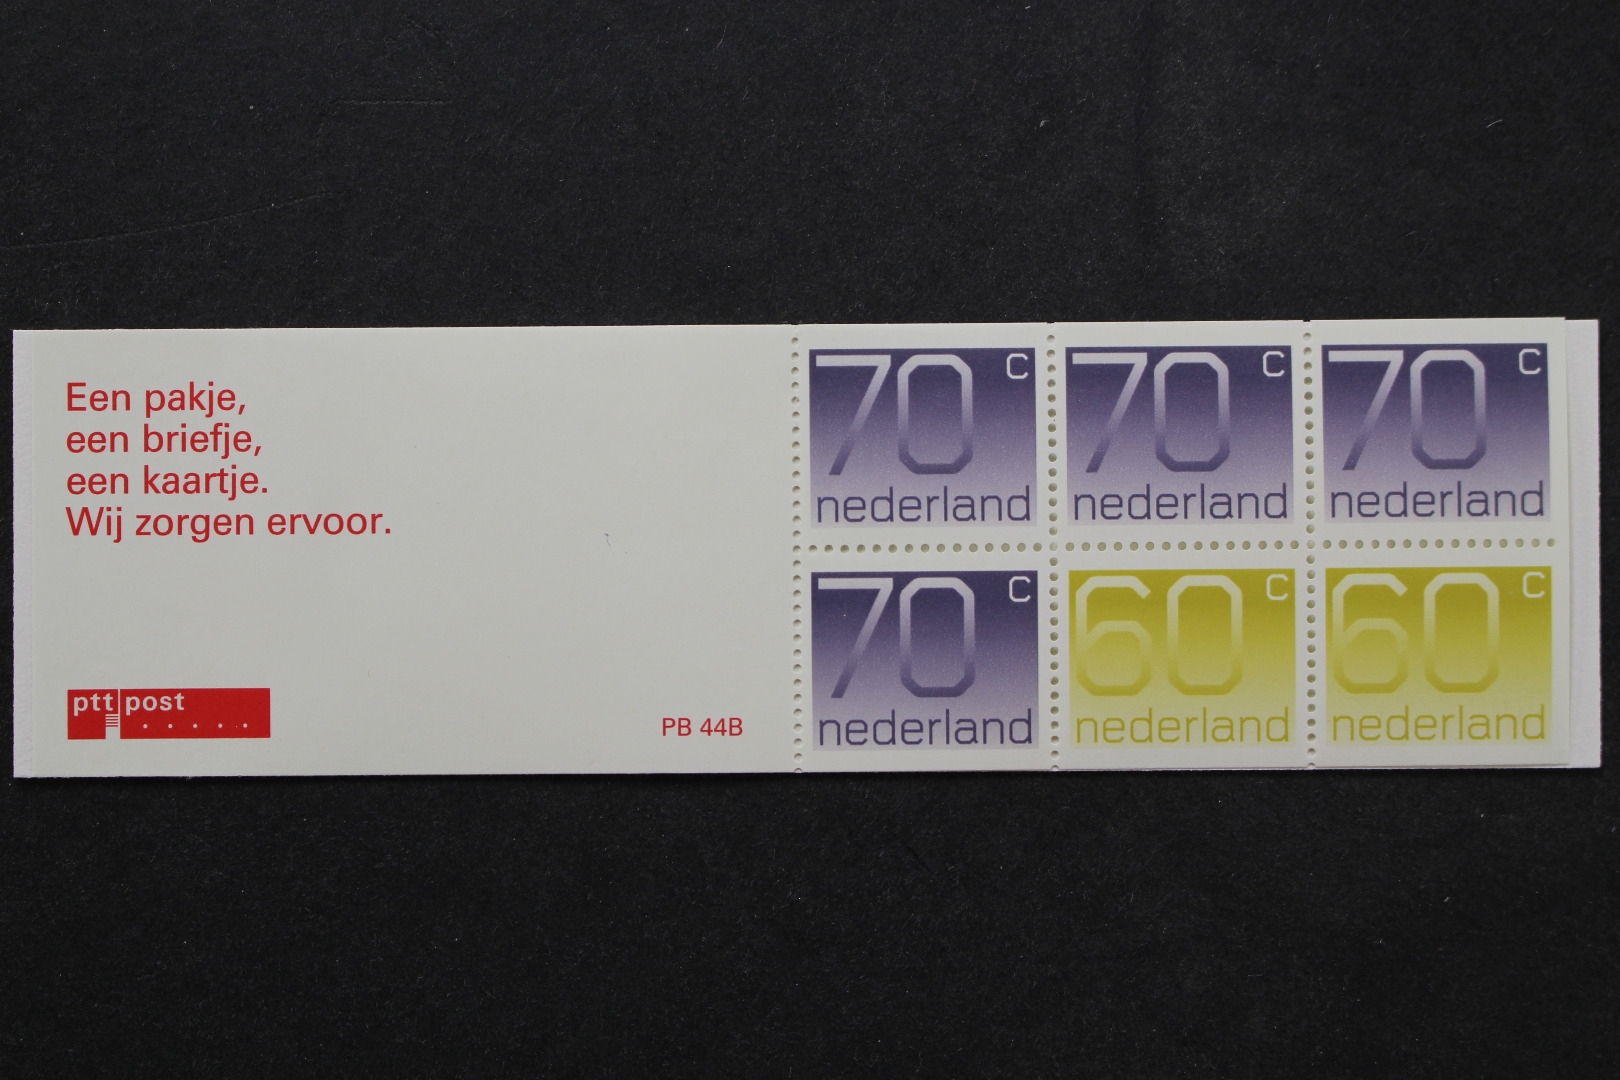 Een pakje,
een briefje,
een kaartje.
Wij zorgen ervoor.
ptt post
PB 44B
70 c
nederland
70 c
nederland
70 c
nederland
70 c
nederland
60 c
nederland
60 c
nederland